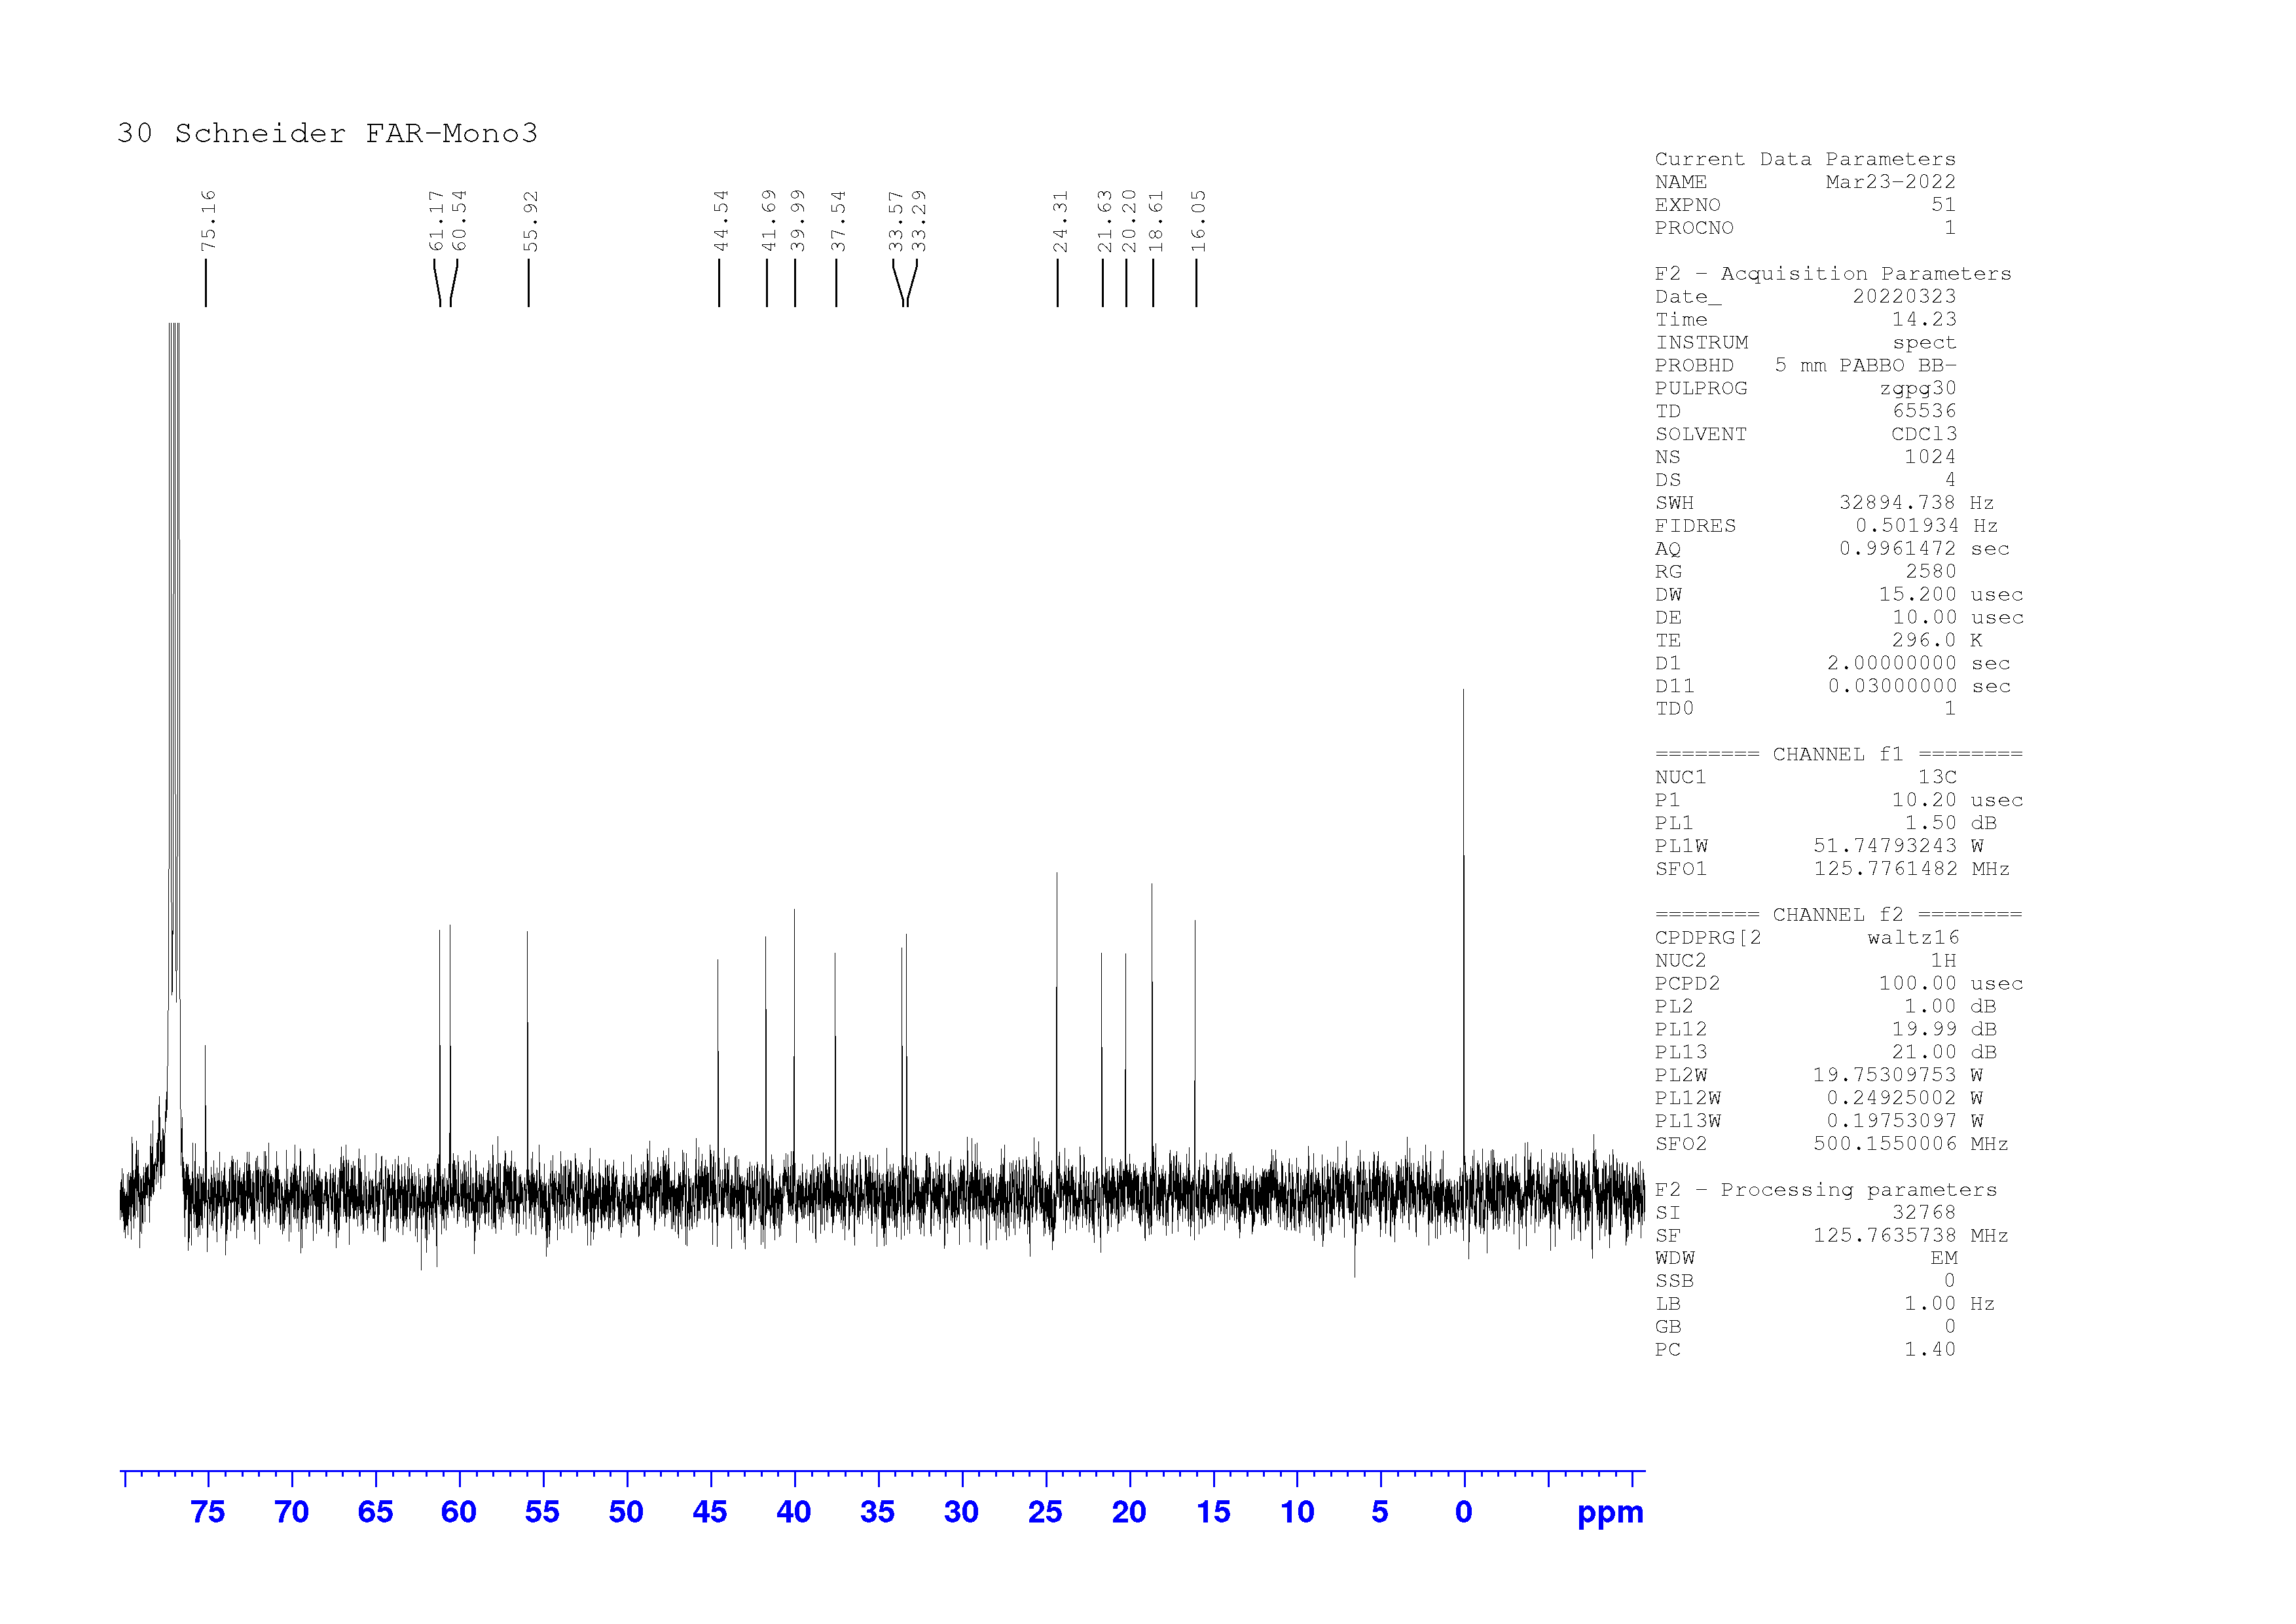 30 Schneider FAR-Mono3
75.16
61.17
60.54
55.92
44.54
41.69
39.99
37.54
33.57
33.29
24.31
21.63
20.20
18.61
16.05
75 70 65 60 55 50 45 40 35 30 25 20 15 10 5 0 ppm
Current Data Parameters
NAME Mar23-2022
EXPNO 51
PROCNO 1
F2 - Acquisition Parameters
Date_ 20220323
Time 14.23
INSTRUM spect
PROBHD 5 mm PABBO BB-
PULPROG zgpg30
TD 65536
SOLVENT CDCl3
NS 1024
DS 4
SWH 32894.738 Hz
FIDRES 0.501934 Hz
AQ 0.9961472 sec
RG 2580
DW 15.200 usec
DE 10.00 usec
TE 296.0 K
D1 2.00000000 sec
D11 0.03000000 sec
TD0 1
======== CHANNEL f1 ========
NUC1 13C
P1 10.20 usec
PL1 1.50 dB
PL1W 51.74793243 W
SFO1 125.7761482 MHz
======== CHANNEL f2 ========
CPDPRG[2 waltz16
NUC2 1H
PCPD2 100.00 usec
PL2 1.00 dB
PL12 19.99 dB
PL13 21.00 dB
PL2W 19.75309753 W
PL12W 0.24925002 W
PL13W 0.19753097 W
SFO2 500.1550006 MHz
F2 - Processing parameters
SI 32768
SF 125.7635738 MHz
WDW EM
SSB 0
LB 1.00 Hz
GB 0
PC 1.40